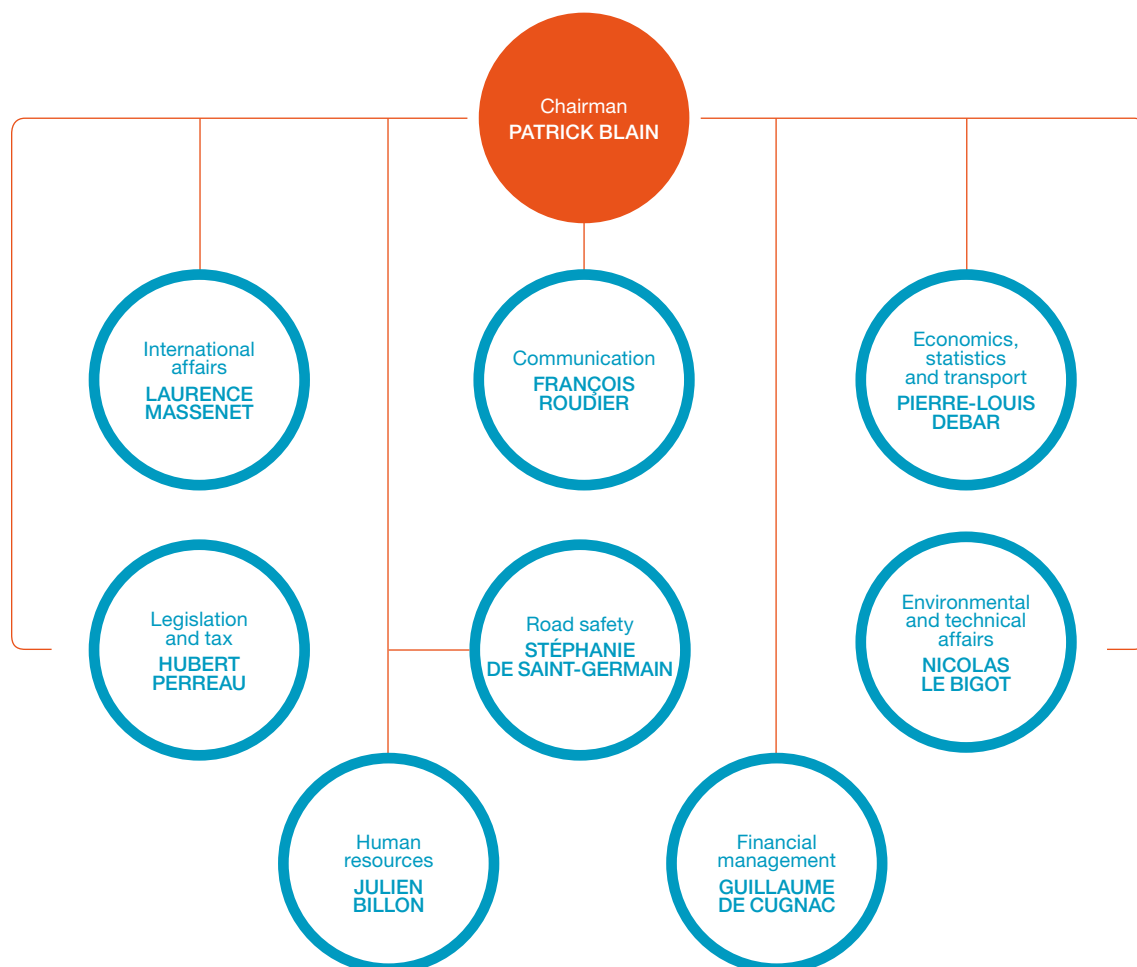 Chairman
PATRICK BLAIN
International
affairs
LAURENCE
MASSENET
Communication
FRANÇOIS
ROUDIER
Economics,
statistics
and transport
PIERRE-LOUIS
DEBAR
Legislation
and tax
HUBERT
PERREAU
Road safety
STÉPHANIE
DE SAINT-GERMAIN
Environmental
and technical
affairs
NICOLAS
LE BIGOT
Human
resources
JULIEN
BILLON
Financial
management
GUILLAUME
DE CUGNAC